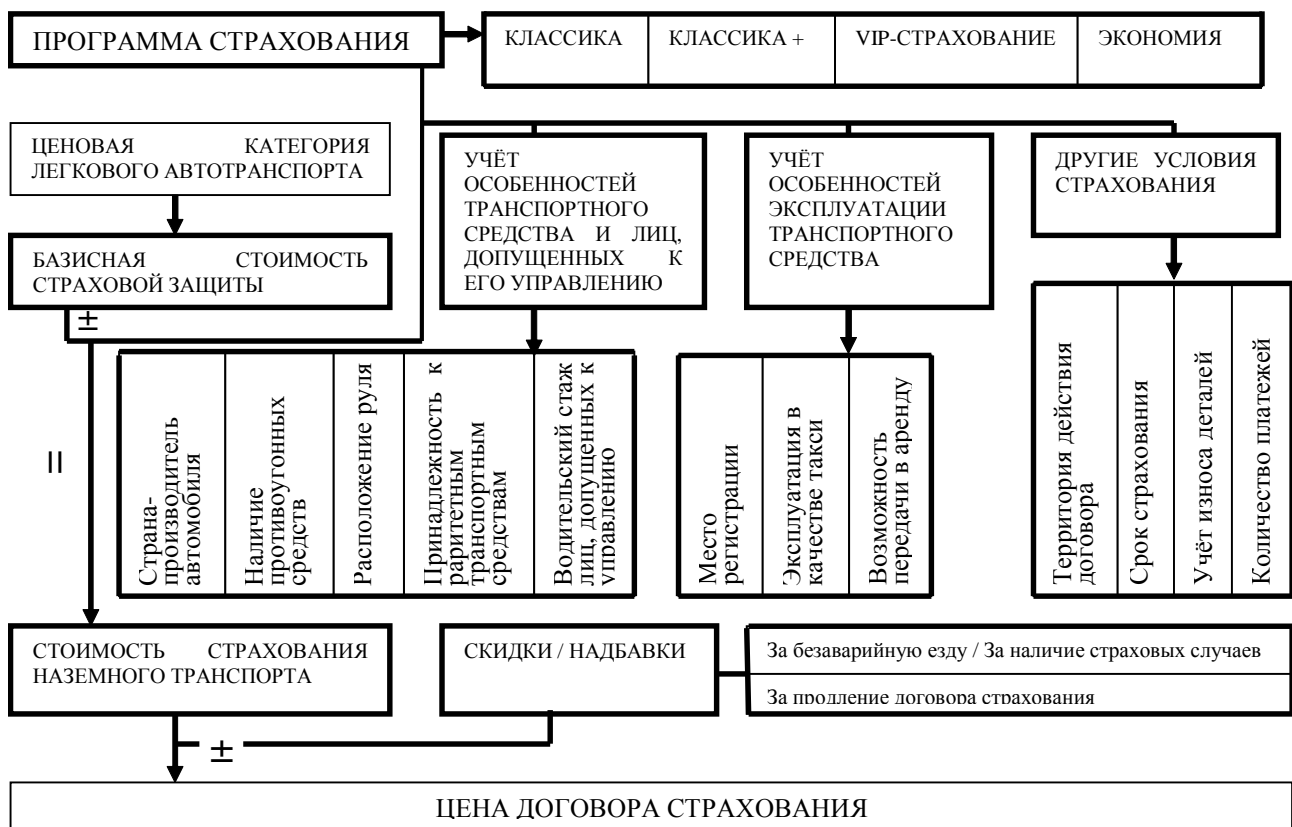 ПРОГРАММА СТРАХОВАНИЯ
КЛАССИКА
КЛАССИКА +
VIP-СТРАХОВАНИЕ
ЭКОНОМИЯ
ЦЕНОВАЯ КАТЕГОРИЯ
ЛЕГКОВОГО АВТОТРАНСПОРТА
УЧЁТ
ОСОБЕННОСТЕЙ
ТРАНСПОРТНОГО
СРЕДСТВА И ЛИЦ,
ДОПУЩЕННЫХ К
ЕГО УПРАВЛЕНИЮ
УЧЁТ
ОСОБЕННОСТЕЙ
ЭКСПЛУАТАЦИИ
ТРАНСПОРТНОГО
СРЕДСТВА
ДРУГИЕ УСЛОВИЯ
СТРАХОВАНИЯ
БАЗИСНАЯ СТОИМОСТЬ
СТРАХОВОЙ ЗАЩИТЫ
±
=
Страна-
производитель
автомобиля
Наличие
противоугонных
средств
Расположение руля
Принадлежность к
раритетным
транспортным
средствам
Водительский стаж
лиц, допущенных к
управлению
Место
регистрации
Эксплуатация в
качестве такси
Возможность
передачи в аренду
Территория действия
договора
Срок страхования
Учёт износа деталей
Количество платежей
СТОИМОСТЬ СТРАХОВАНИЯ
НАЗЕМНОГО ТРАНСПОРТА
СКИДКИ / НАДБАВКИ
За безаварийную езду / За наличие страховых случаев
За продление договора страхования
±
ЦЕНА ДОГОВОРА СТРАХОВАНИЯ